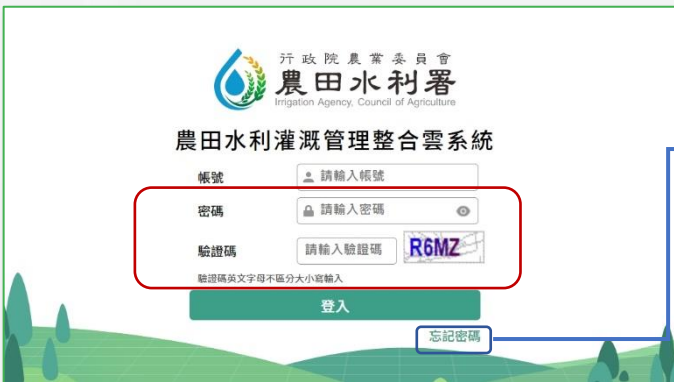 行政院農業委員會
農田水利署
Irrigation Agency, Council of Agriculture
農田水利灌溉管理整合雲系統
帳號 請輸入帳號
密碼 請輸入密碼
驗證碼 請輸入驗證碼 R6MZ
驗證碼英文字母不區分大小寫輸入
登入
忘記密碼